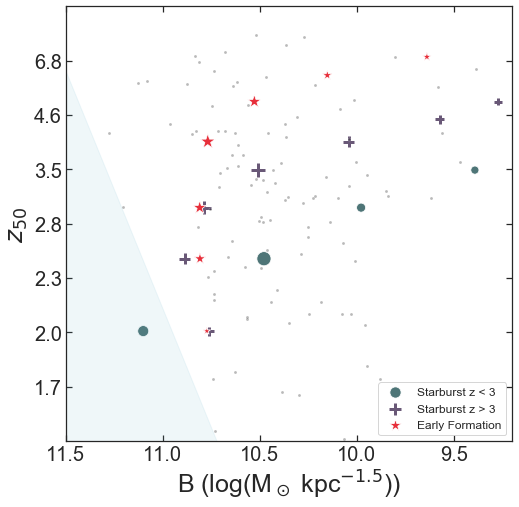 6.8
4.6
3.5
2.8
2.3
2.0
1.7
z₅₀
11.5 11.0 10.5 10.0 9.5
B (log(M⊙ kpc⁻¹·⁵))
Starburst z < 3
Starburst z > 3
Early Formation